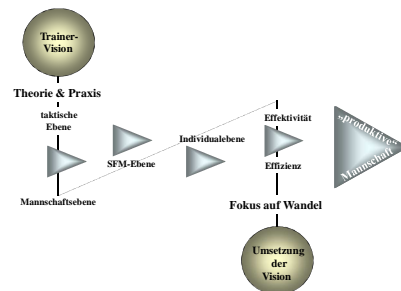 Trainer-
Vision
Theorie & Praxis
taktische
Ebene
Effektivität
„produktive“
Mannschaft
Individualebene
SFM-Ebene
Effizienz
Mannschaftsebene
Fokus auf Wandel
Umsetzung
der
Vision